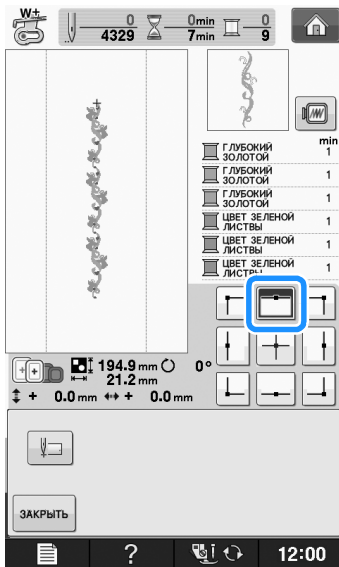 W+
0 0min 0
4329 7min 9
min
ГЛУБОКИЙ
ЗОЛОТОЙ 1
ГЛУБОКИЙ
ЗОЛОТОЙ 1
ГЛУБОКИЙ
ЗОЛОТОЙ 1
ЦВЕТ ЗЕЛЕНОЙ
ЛИСТВЫ 1
ЦВЕТ ЗЕЛЕНОЙ
ЛИСТВЫ 1
ЦВЕТ ЗЕЛЕНОЙ
ЛИСТВЫ 1
194.9 mm 0°
21.2 mm
+ 0.0 mm + 0.0 mm
ЗАКРЫТЬ
? 12:00